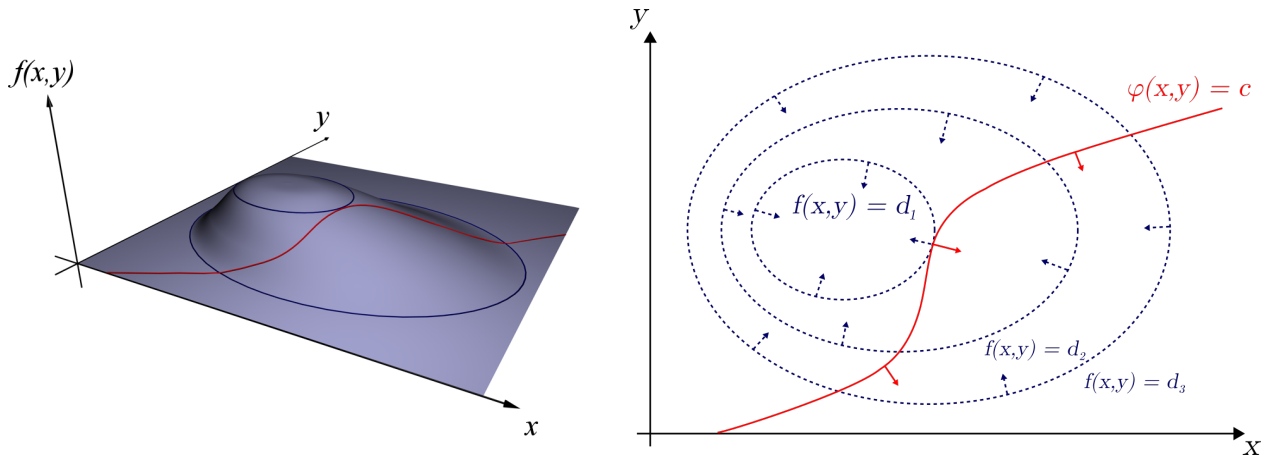 f(x,y)
y
x
y
φ(x,y) = c
f(x,y) = d₁
f(x,y) = d₂
f(x,y) = d₃
x